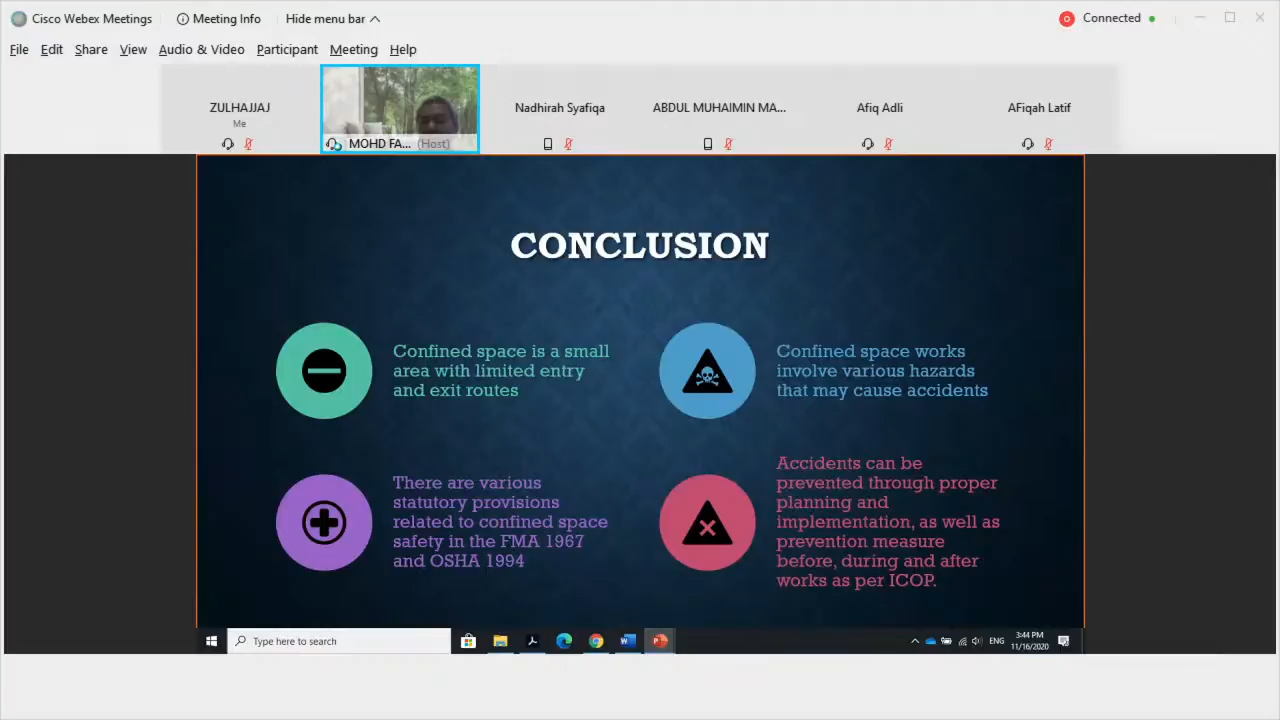 Cisco Webex Meetings
Meeting Info
Hide menu bar
Connected
File Edit Share View Audio & Video Participant Meeting Help
ZULHAJJAJ
Me
MOHD FA... (Host)
Nadhirah Syafiqa
ABDUL MUHAIMIN MA...
Afiq Adli
AFiqah Latif
CONCLUSION
Confined space is a small
area with limited entry
and exit routes
Confined space works
involve various hazards
that may cause accidents
There are various
statutory provisions
related to confined space
safety in the FMA 1967
and OSHA 1994
Accidents can be
prevented through proper
planning and
implementation, as well as
prevention measure
before, during and after
works as per ICOP.
Type here to search
ENG
3:44 PM
11/16/2020